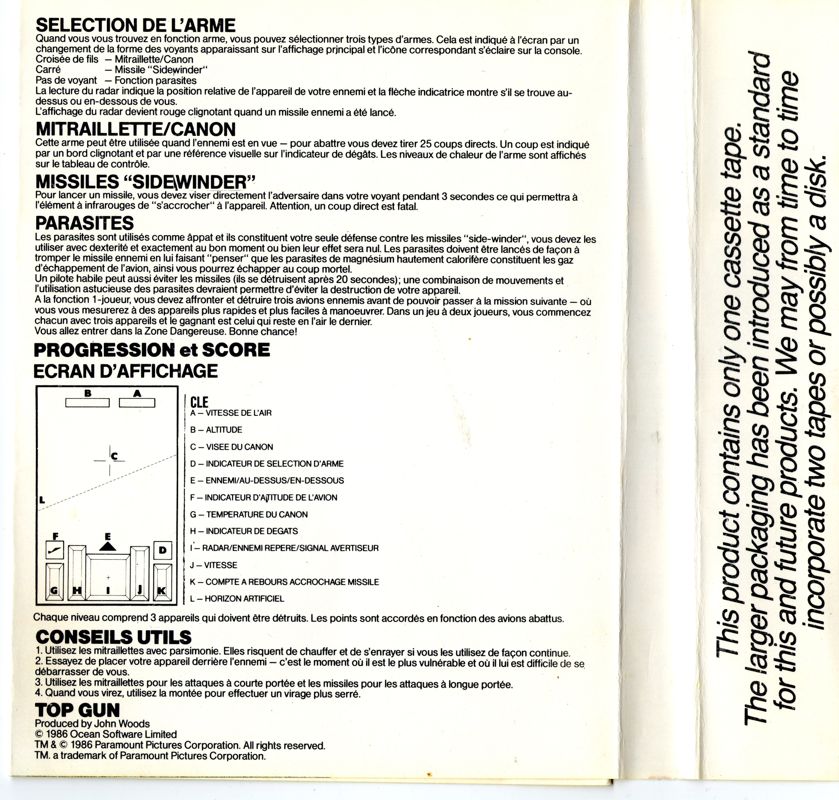 SELECTION DE L'ARME
Quand vous vous trouvez en fonction arme, vous pouvez sélectionner trois types d'armes. Cela est indiqué à l'écran par un
changement de la forme des voyants apparaissant sur l'affichage principal et l'icône correspondant s'éclaire sur la console.
Croisée de fils – Mitraillette/Canon
Carré – Missile "Sidewinder"
Pas de voyant – Fonction parasites
La lecture du radar indique la position relative de l'appareil de votre ennemi et la flèche indicatrice montre s'il se trouve au-
dessus ou en-dessous de vous.
L'affichage du radar devient rouge clignotant quand un missile ennemi a été lancé.
MITRAILLETTE/CANON
Cette arme peut être utilisée quand l'ennemi est en vue – pour abattre vous devez tirer 25 coups directs. Un coup est indiqué
par un bord clignotant et par une référence visuelle sur l'indicateur de dégâts. Les niveaux de chaleur de l'arme sont affichés
sur le tableau de contrôle.
MISSILES "SIDEWINDER"
Pour lancer un missile, vous devez viser directement l'adversaire dans votre voyant pendant 3 secondes ce qui permettra à
l'élément à infrarouges de "s'accrocher" à l'appareil. Attention, un coup direct est fatal.
PARASITES
Les parasites sont utilisés comme âppat et ils constituent votre seule défense contre les missiles "side-winder", vous devez les
utiliser avec dexterité et exactement au bon moment ou bien leur effet sera nul. Les parasites doivent être lancés de façon à
tromper le missile ennemi en lui faisant "penser" que les parasites de magnésium hautement calorifère constituent les gaz
d'échappement de l'avion, ainsi vous pourrez échapper au coup mortel.
Un pilote habile peut aussi éviter les missiles (ils se détruisent après 20 secondes); une combinaison de mouvements et
l'utilisation astucieuse des parasites devraient permettre d'éviter la destruction de votre appareil.
A la fonction 1-joueur, vous devez affronter et détruire trois avions ennemis avant de pouvoir passer à la mission suivante – où
vous vous mesurerez à des appareils plus rapides et plus faciles à manoeuvrer. Dans un jeu à deux joueurs, vous commencez
chacun avec trois appareils et le gagnant est celui qui reste en l'air le dernier.
Vous allez entrer dans la Zone Dangereuse. Bonne chance!
PROGRESSION et SCORE
ECRAN D'AFFICHAGE
B A
C
L
F E D
G H I J K
CLE
A – VITESSE DE L'AIR
B – ALTITUDE
C – VISEE DU CANON
D – INDICATEUR DE SELECTION D'ARME
E – ENNEMI/AU-DESSUS/EN-DESSOUS
F – INDICATEUR D'ATITUDE DE L'AVION
G – TEMPERATURE DU CANON
H – INDICATEUR DE DEGATS
I – RADAR/ENNEMI REPERE/SIGNAL AVERTISEUR
J – VITESSE
K – COMPTE A REBOURS ACCROCHAGE MISSILE
L – HORIZON ARTIFICIEL
Chaque niveau comprend 3 appareils qui doivent être détruits. Les points sont accordés en fonction des avions abattus.
CONSEILS UTILS
1. Utilisez les mitraillettes avec parsimonie. Elles risquent de chauffer et de s'enrayer si vous les utilisez de façon continue.
2. Essayez de placer votre appareil derrière l'ennemi – c'est le moment où il est le plus vulnérable et où il lui est difficile de se
débarrasser de vous.
3. Utilisez les mitraillettes pour les attaques à courte portée et les missiles pour les attaques à longue portée.
4. Quand vous virez, utilisez la montée pour effectuer un virage plus serré.
TOP GUN
Produced by John Woods
© 1986 Ocean Software Limited
TM & © 1986 Paramount Pictures Corporation. All rights reserved.
TM. a trademark of Paramount Pictures Corporation.
This product contains only one cassette tape.
The larger packaging has been introduced as a standard
for this and future products. We may from time to time
incorporate two tapes or possibly a disk.